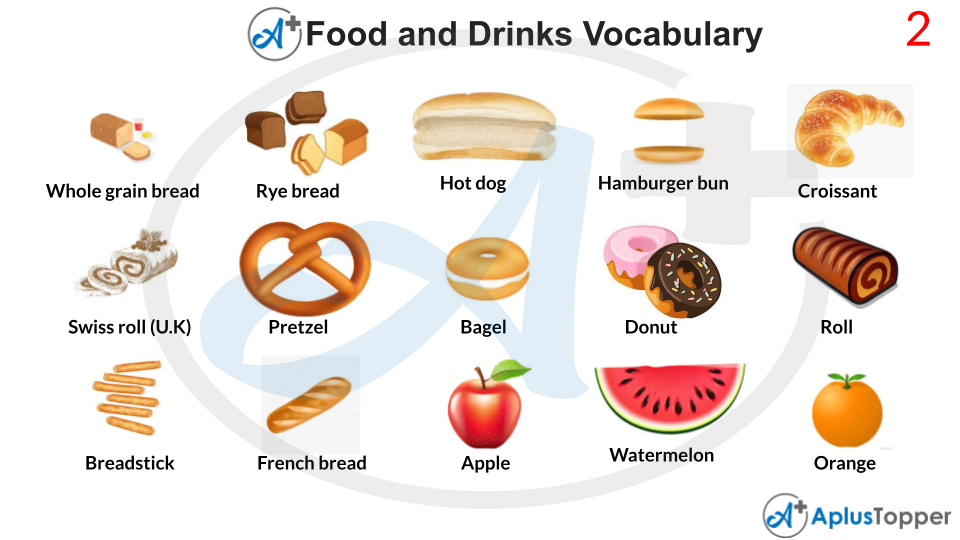 A+ Food and Drinks Vocabulary
2
Whole grain bread
Rye bread
Hot dog
Hamburger bun
Croissant
Swiss roll (U.K)
Pretzel
Bagel
Donut
Roll
Breadstick
French bread
Apple
Watermelon
Orange
A+ AplusTopper